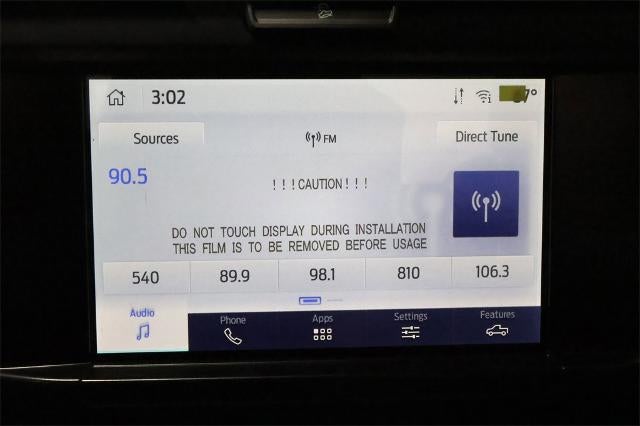 3:02
7°
Sources
FM
Direct Tune
90.5
!!!CAUTION!!!
DO NOT TOUCH DISPLAY DURING INSTALLATION
THIS FILM IS TO BE REMOVED BEFORE USAGE
540 89.9 98.1 810 106.3
Audio Phone Apps Settings Features